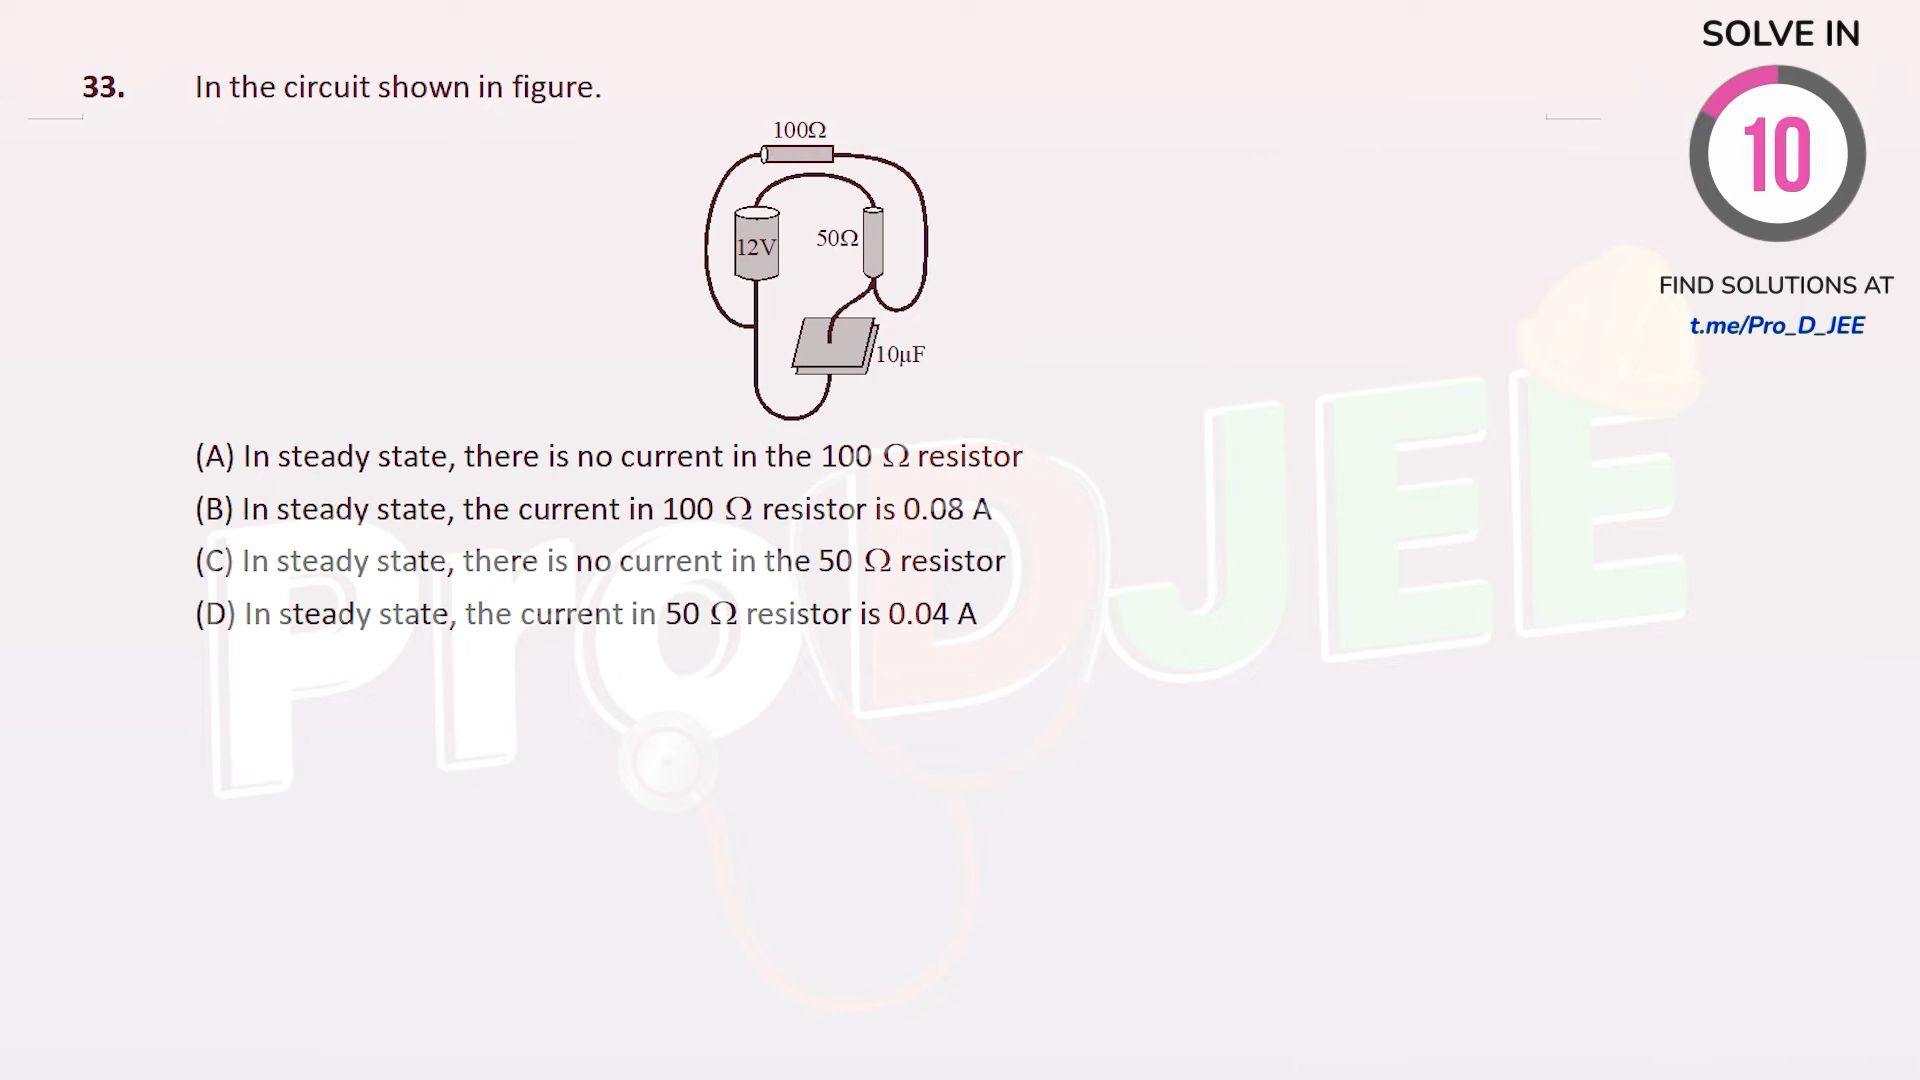 SOLVE IN
10
FIND SOLUTIONS AT
t.me/Pro_D_JEE
33. In the circuit shown in figure.
100Ω
12V
50Ω
10μF
(A) In steady state, there is no current in the 100 Ω resistor
(B) In steady state, the current in 100 Ω resistor is 0.08 A
(C) In steady state, there is no current in the 50 Ω resistor
(D) In steady state, the current in 50 Ω resistor is 0.04 A
ProDJEE